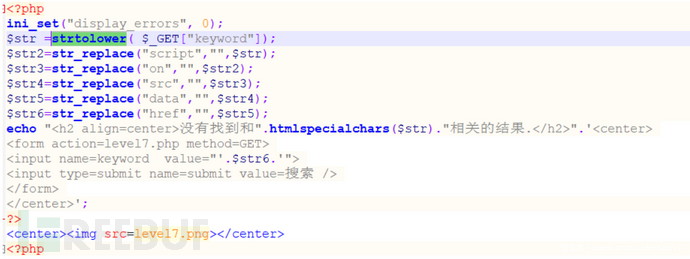 <?php
ini_set("display_errors", 0);
$str =strtolower( $_GET["keyword"]);
$str2=str_replace("script","",$str);
$str3=str_replace("on","",$str2);
$str4=str_replace("src","",$str3);
$str5=str_replace("data","",$str4);
$str6=str_replace("href","",$str5);
echo "<h2 align=center>没有找到和".htmlspecialchars($str)."相关的结果.</h2>".'<center>
<form action=level7.php method=GET>
<input name=keyword  value="'.$str6.'">
<input type=submit name=submit value=搜索 />
</form>
</center>';
?>
<center><img src=level7.png></center>
<?php
REEBUF